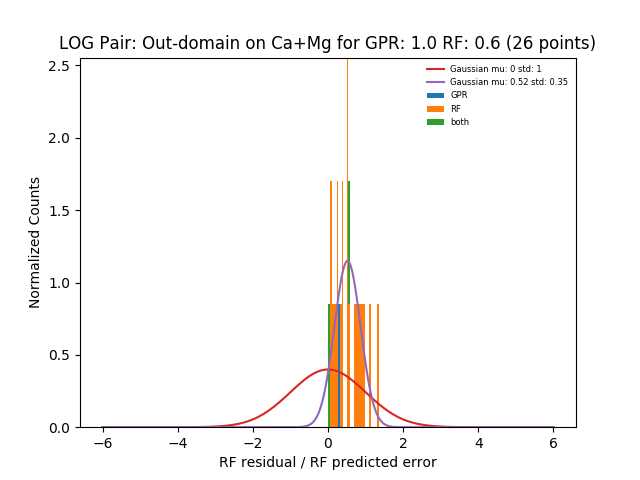 LOG Pair: Out-domain on Ca+Mg for GPR: 1.0 RF: 0.6 (26 points)
Gaussian mu: 0 std: 1
Gaussian mu: 0.52 std: 0.35
GPR
RF
both
Normalized Counts
2.5
2.0
1.5
1.0
0.5
0.0
−6
−4
−2
0
2
4
6
RF residual / RF predicted error